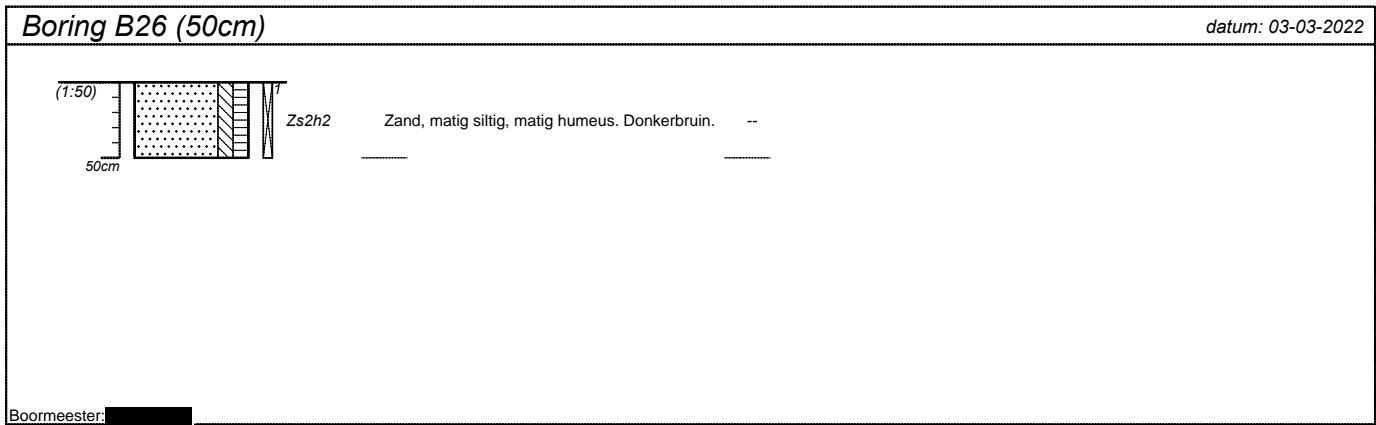 Boring B26 (50cm) datum: 03-03-2022
(1:50) 1
Zs2h2 Zand, matig siltig, matig humeus. Donkerbruin. --
50cm
Boormeester: